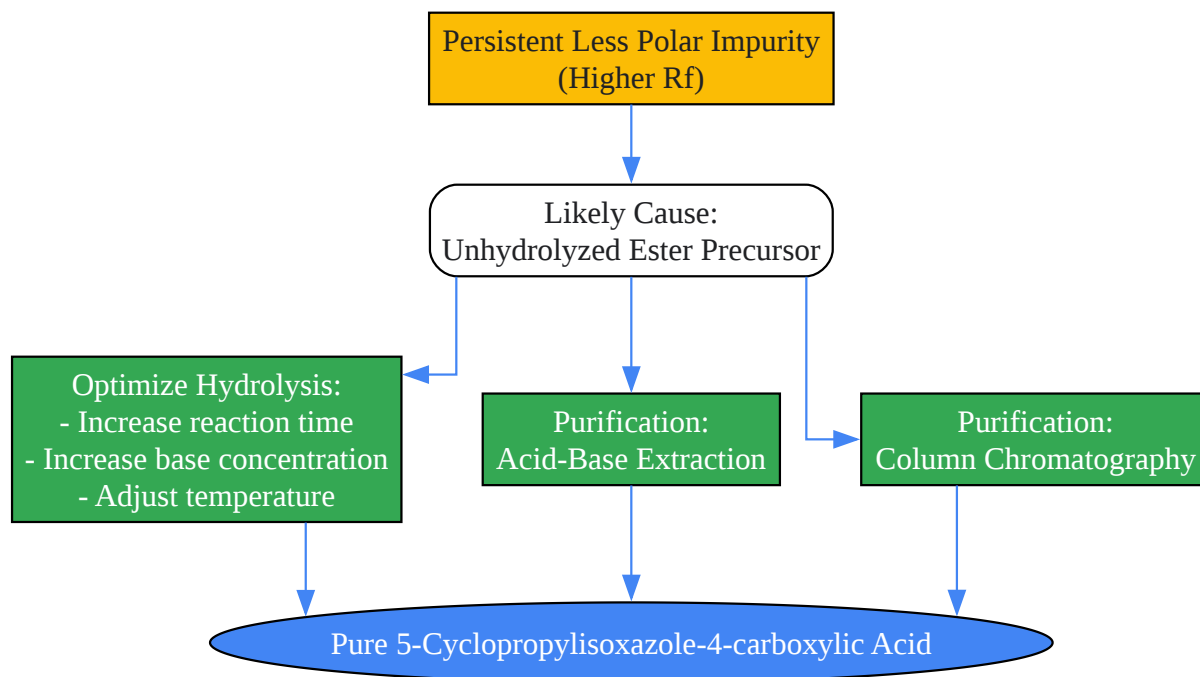 Persistent Less Polar Impurity
(Higher Rf)
Likely Cause:
Unhydrolyzed Ester Precursor
Optimize Hydrolysis:
- Increase reaction time
- Increase base concentration
- Adjust temperature
Purification:
Acid-Base Extraction
Purification:
Column Chromatography
Pure 5-Cyclopropylisoxazole-4-carboxylic Acid